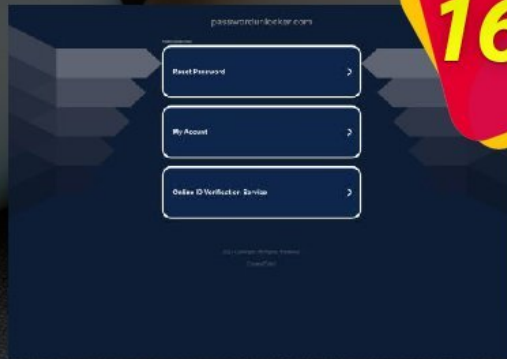 passwordunlocker.com
16
Reset Password
My Account
Online ID Verification Service